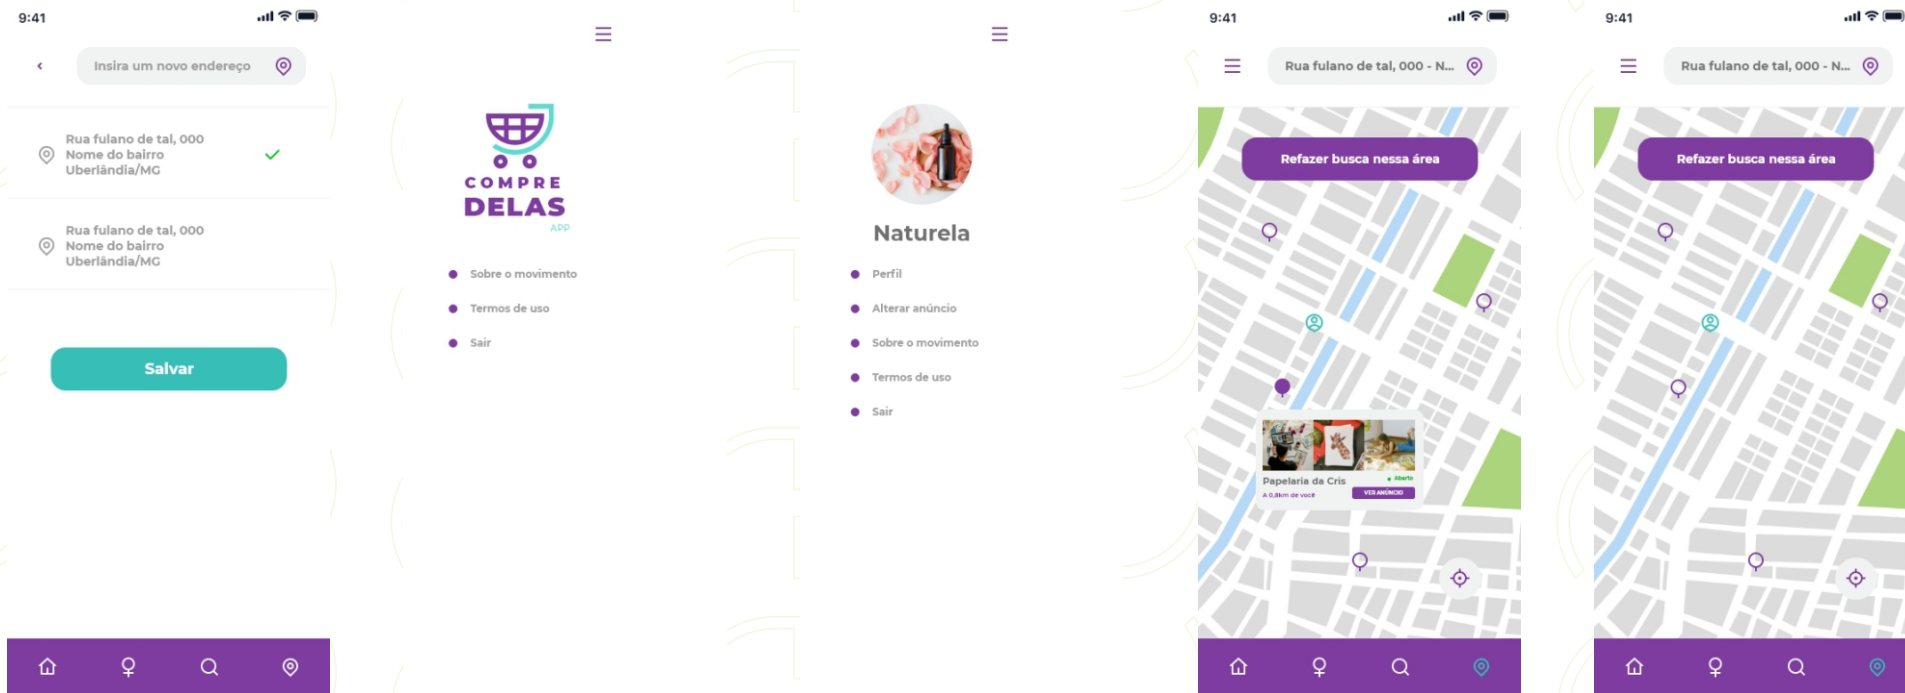 9:41
Insira um novo endereço
Rua fulano de tal, 000
Nome do bairro
Uberlândia/MG
Rua fulano de tal, 000
Nome do bairro
Uberlândia/MG
Salvar
COMPRE
DELAS
APP
Sobre o movimento
Termos de uso
Sair
Naturela
Perfil
Alterar anúncio
Sobre o movimento
Termos de uso
Sair
9:41
Rua fulano de tal, 000 - N...
Refazer busca nessa área
Papelaria da Cris
Aberto
A 0,8km de você
VER ANÚNCIO
9:41
Rua fulano de tal, 000 - N...
Refazer busca nessa área